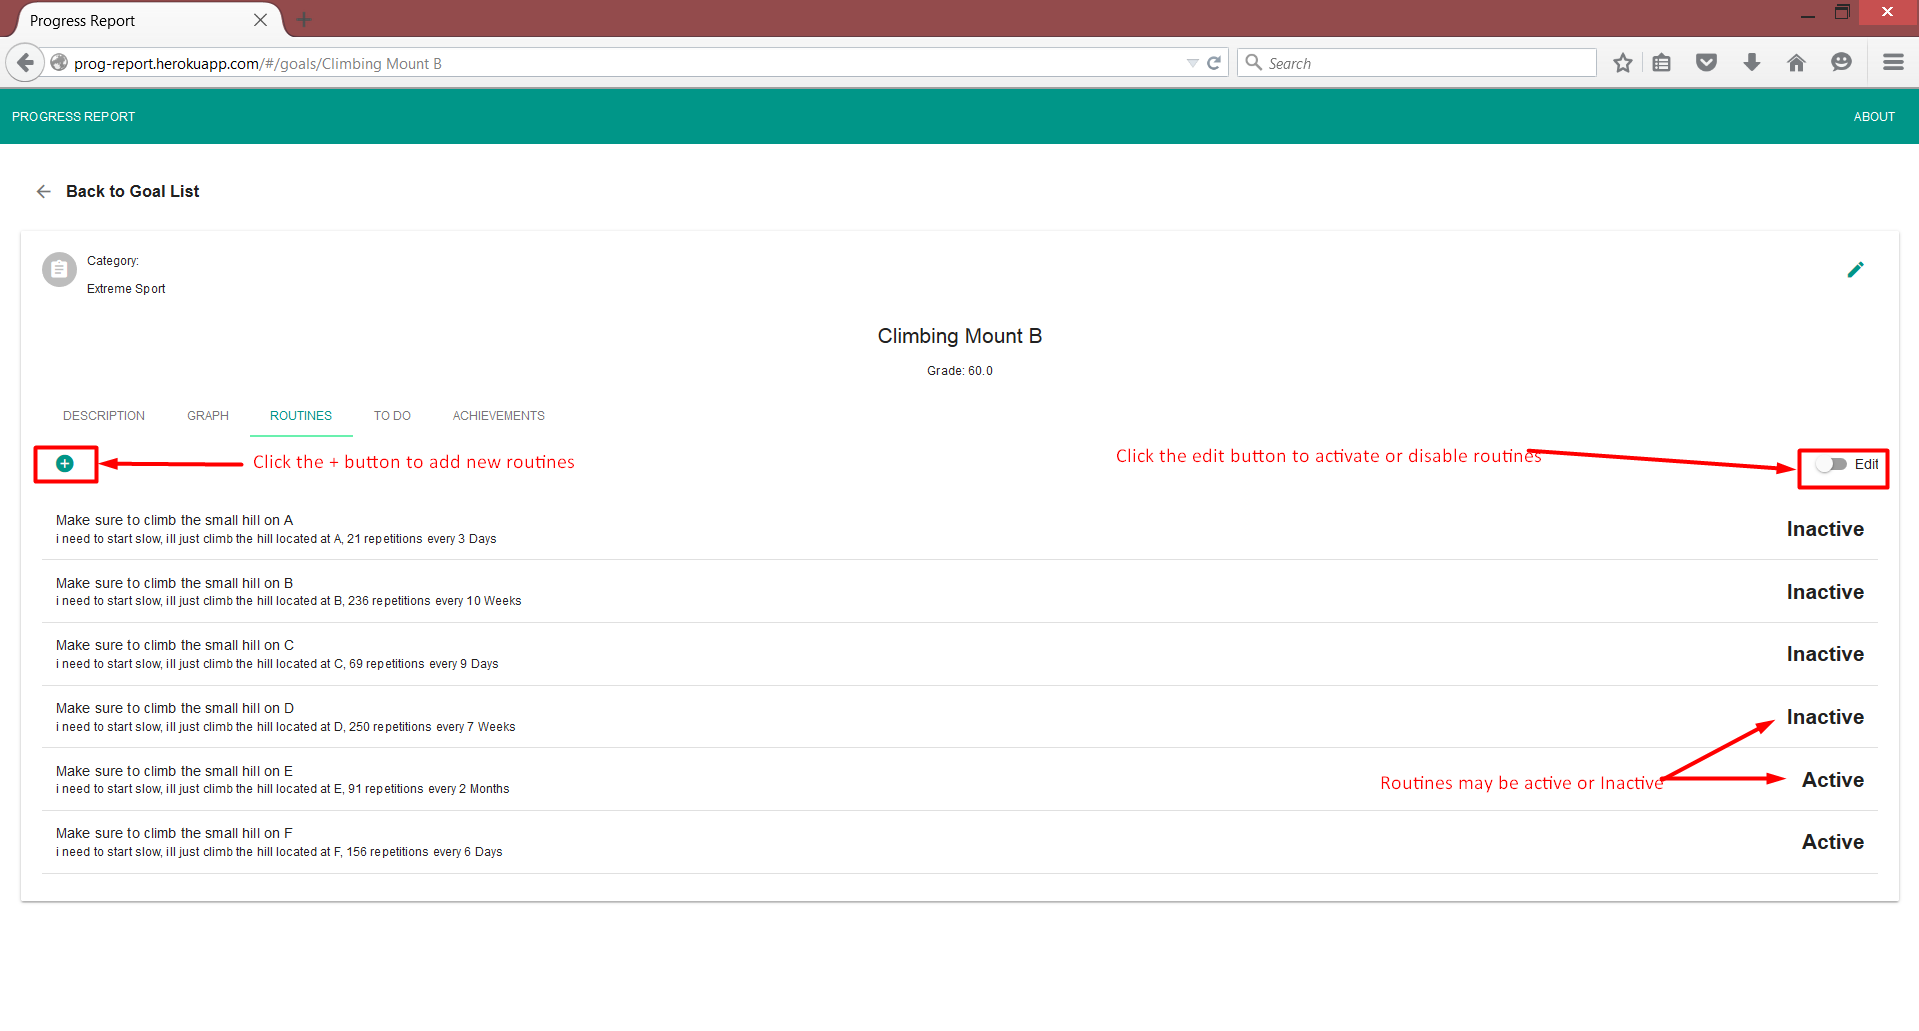 Progress Report
prog-report.herokuapp.com/#/goals/Climbing Mount B
Search
PROGRESS REPORT
ABOUT
Back to Goal List
Category:
Extreme Sport
Climbing Mount B
Grade: 60.0
DESCRIPTION GRAPH ROUTINES TO DO ACHIEVEMENTS
Click the + button to add new routines
Click the edit button to activate or disable routines
Edit
Make sure to climb the small hill on A
i need to start slow, ill just climb the hill located at A, 21 repetitions every 3 Days
Inactive
Make sure to climb the small hill on B
i need to start slow, ill just climb the hill located at B, 236 repetitions every 10 Weeks
Inactive
Make sure to climb the small hill on C
i need to start slow, ill just climb the hill located at C, 69 repetitions every 9 Days
Inactive
Make sure to climb the small hill on D
i need to start slow, ill just climb the hill located at D, 250 repetitions every 7 Weeks
Inactive
Make sure to climb the small hill on E
i need to start slow, ill just climb the hill located at E, 91 repetitions every 2 Months
Routines may be active or Inactive
Active
Make sure to climb the small hill on F
i need to start slow, ill just climb the hill located at F, 156 repetitions every 6 Days
Active